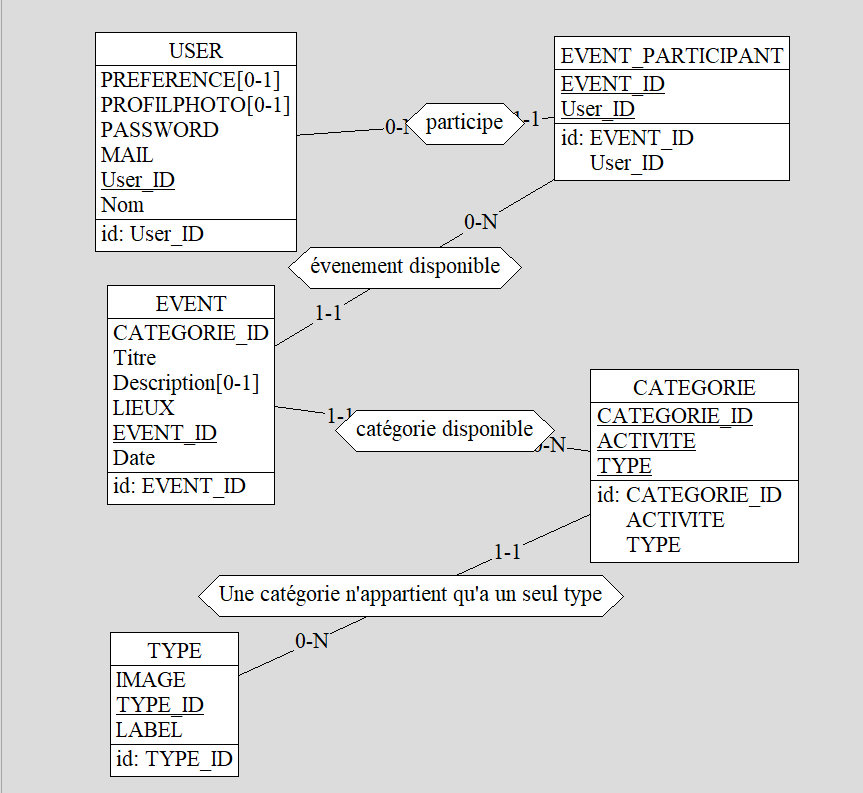 USER
PREFERENCE[0-1]
PROFILPHOTO[0-1]
PASSWORD
MAIL
User_ID
Nom
id: User_ID
0-N
participe
1-1
EVENT_PARTICIPANT
EVENT_ID
User_ID
id: EVENT_ID
User_ID
0-N
évenement disponible
1-1
EVENT
CATEGORIE_ID
Titre
Description[0-1]
LIEUX
EVENT_ID
Date
id: EVENT_ID
1-1
catégorie disponible
0-N
CATEGORIE
CATEGORIE_ID
ACTIVITE
TYPE
id: CATEGORIE_ID
ACTIVITE
TYPE
1-1
Une catégorie n'appartient qu'a un seul type
0-N
TYPE
IMAGE
TYPE_ID
LABEL
id: TYPE_ID